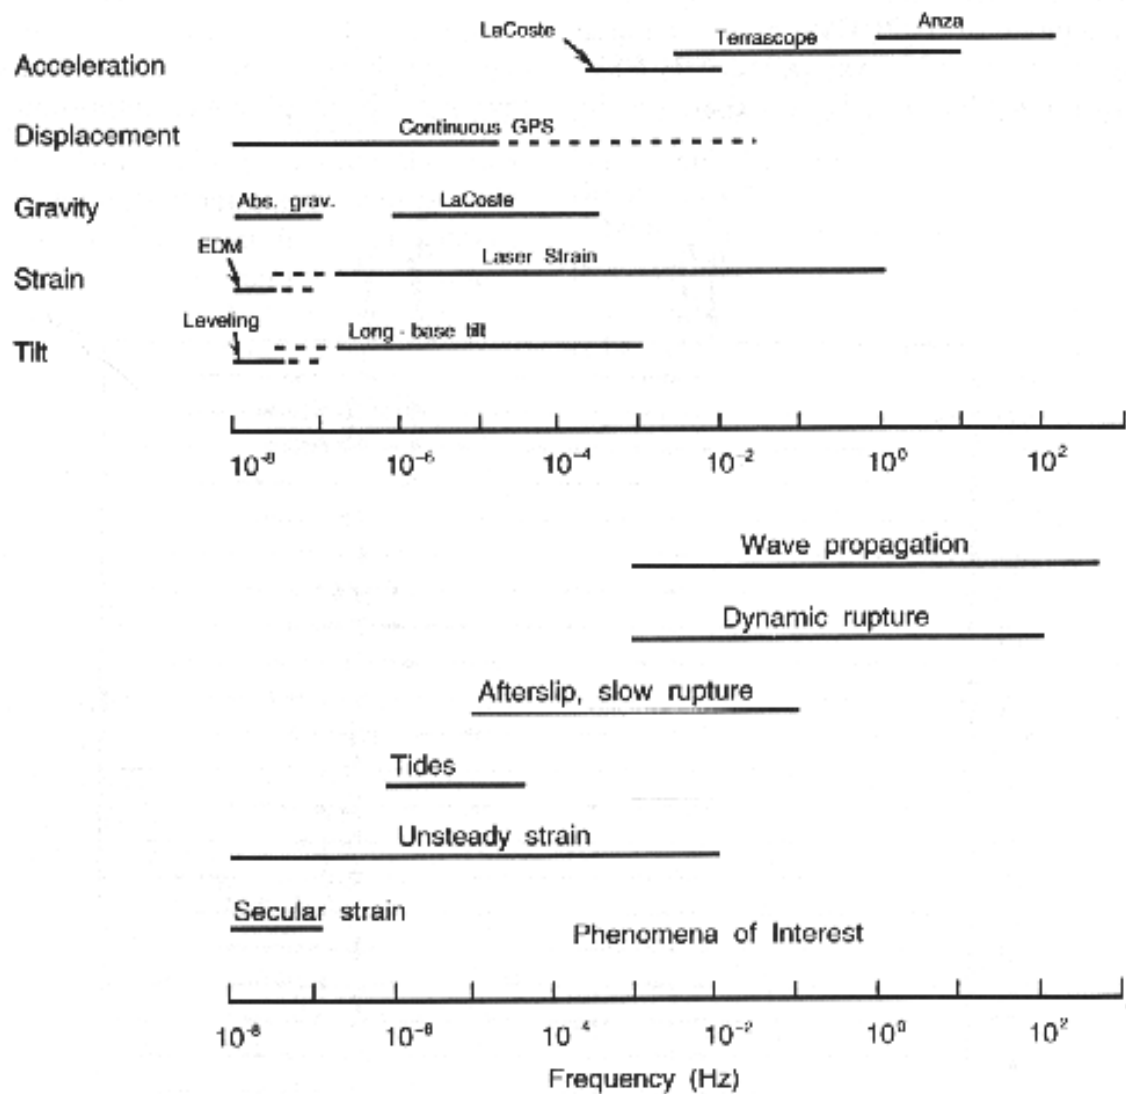 Anza
LaCoste
Terrascope
Acceleration
Continuous GPS
Displacement
Abs. grav.
LaCoste
Gravity
EDM
Laser Strain
Strain
Leveling
Long - base tilt
Tilt
10⁻⁸ 10⁻⁶ 10⁻⁴ 10⁻² 10⁰ 10²
Wave propagation
Dynamic rupture
Afterslip, slow rupture
Tides
Unsteady strain
Secular strain
Phenomena of Interest
10⁻⁸ 10⁻⁶ 10⁻⁴ 10⁻² 10⁰ 10²
Frequency (Hz)